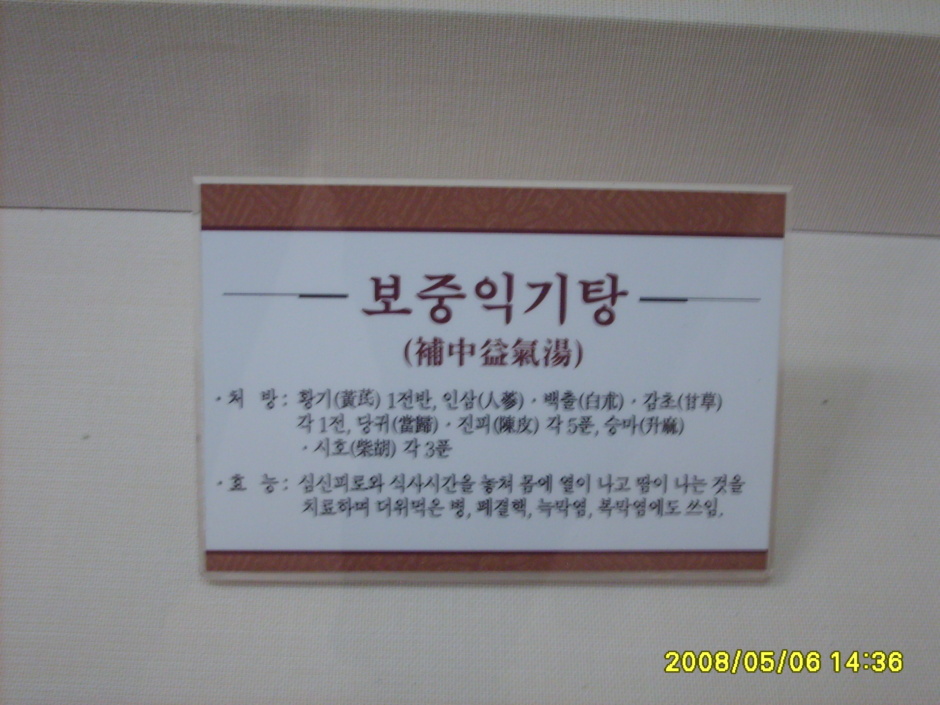 보중익기탕
(補中益氣湯)
· 처 방 : 황기(黃芪) 1전반, 인삼(人蔘) · 백출(白朮) · 감초(甘草)
각 1전, 당귀(當歸) · 진피(陳皮) 각 5푼, 승마(升麻)
· 시호(柴胡) 각 3푼
· 효 능 : 심신피로와 식사시간을 놓쳐 몸에 열이 나고 땀이 나는 것을
치료하며 더위먹은 병, 폐결핵, 늑막염, 복막염에도 쓰임.
2008/05/06 14:36